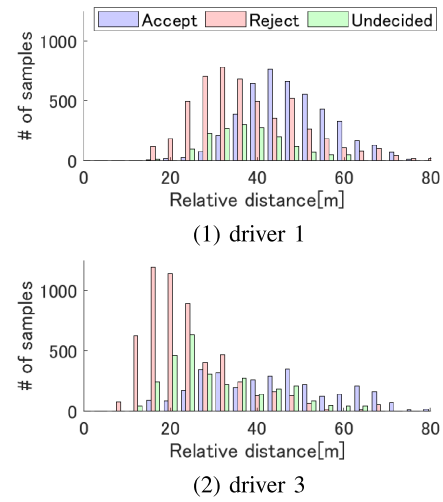 Accept Reject Undecided
1000
500
0
# of samples
0 20 40 60 80
Relative distance[m]
(1) driver 1
1000
500
0
# of samples
0 20 40 60 80
Relative distance[m]
(2) driver 3